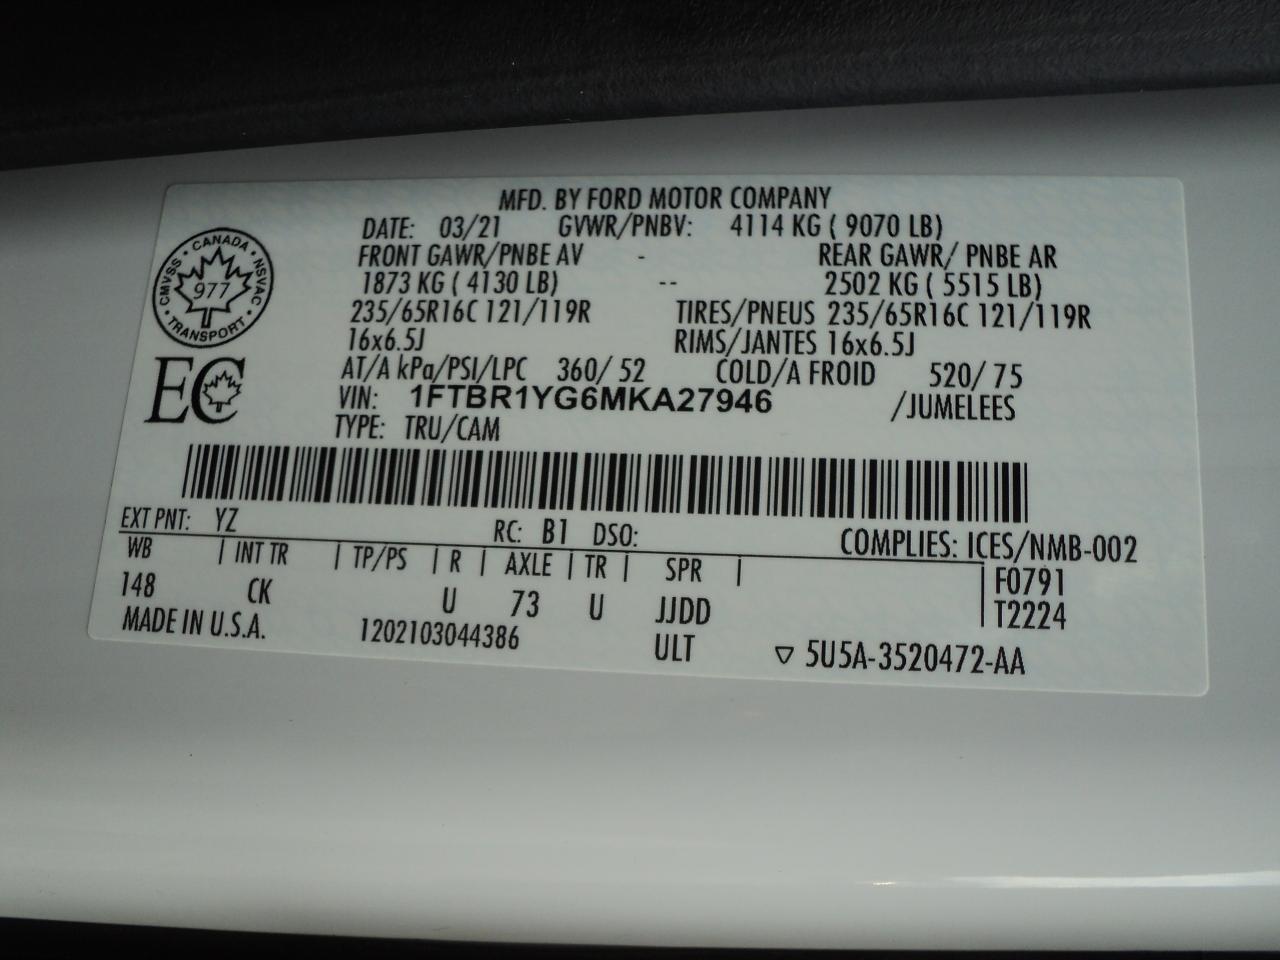 MFD. BY FORD MOTOR COMPANY
DATE: 03/21 GVWR/PNBV: 4114 KG ( 9070 LB)
FRONT GAWR/PNBE AV - REAR GAWR/ PNBE AR
1873 KG ( 4130 LB) -- 2502 KG ( 5515 LB)
235/65R16C 121/119R TIRES/PNEUS 235/65R16C 121/119R
16x6.5J RIMS/JANTES 16x6.5J
AT/A kPa/PSI/LPC 360/ 52 COLD/A FROID 520/ 75
VIN: 1FTBR1YG6MKA27946 /JUMELEES
TYPE: TRU/CAM
CANADA · NSVAC · TRANSPORT · CMVSS
977
EC
EXT PNT: YZ RC: B1 DSO: COMPLIES: ICES/NMB-002
WB | INT TR | TP/PS | R | AXLE | TR | SPR | F0791
148 CK U 73 U JJDD T2224
MADE IN U.S.A. 1202103044386 ULT ▽ 5U5A-3520472-AA